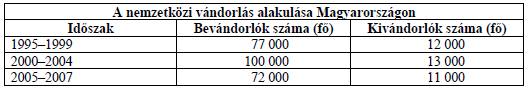 A nemzetközi vándorlás alakulása Magyarországon
Időszak Bevándorlók száma (fő) Kivándorlók száma (fő)
1995–1999 77 000 12 000
2000–2004 100 000 13 000
2005–2007 72 000 11 000